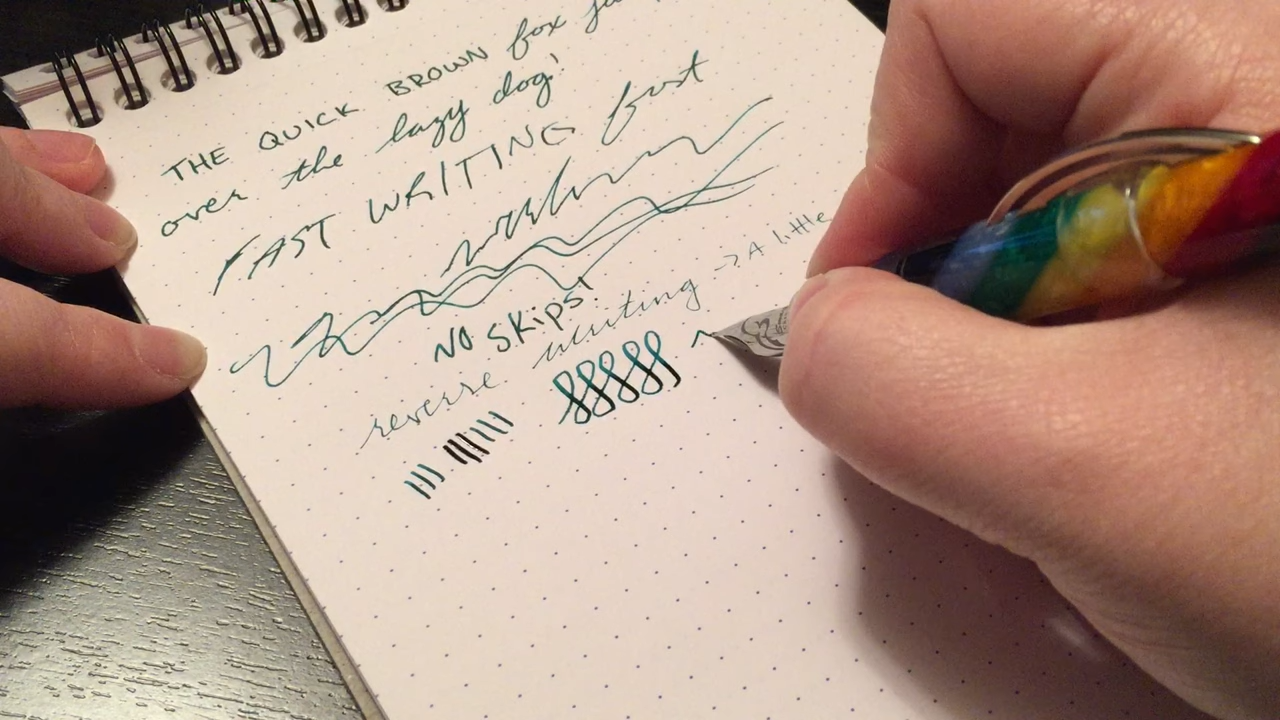 THE QUICK BROWN fox
over the lazy dog!
FAST WRITING fast
NO SKIPS!
reverse writing -> A little